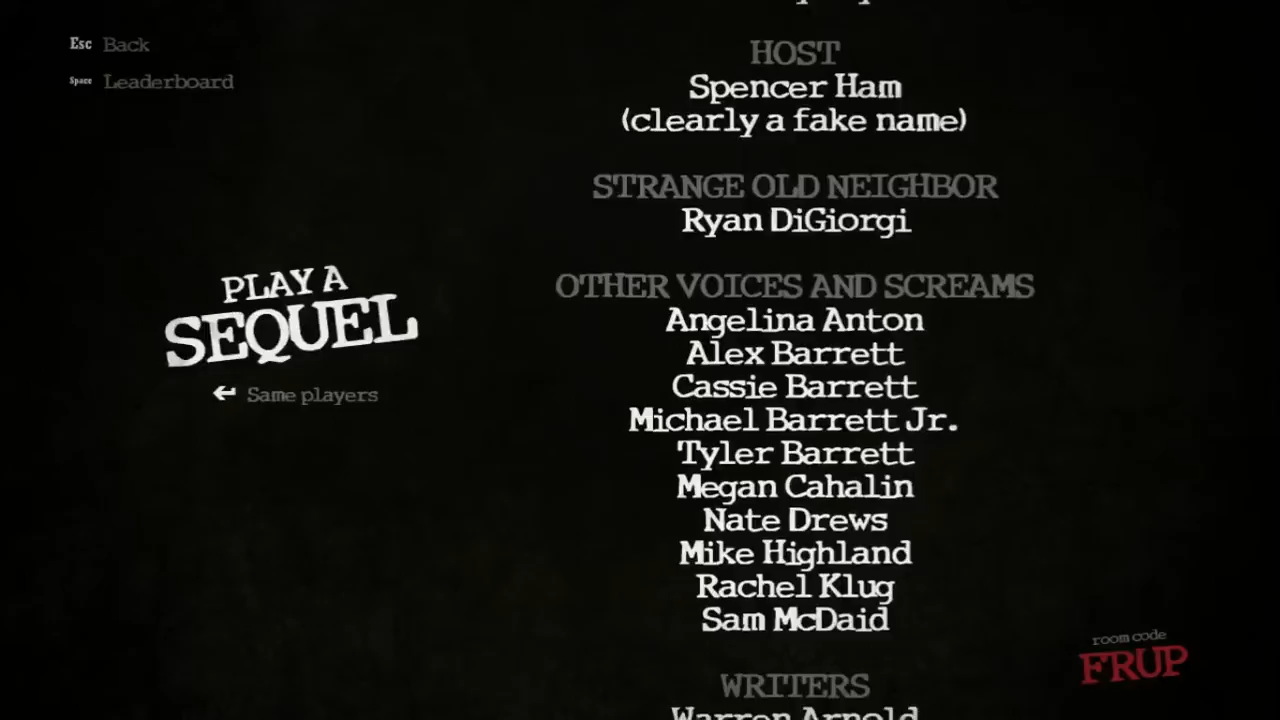 Esc Back
Space Leaderboard
HOST
Spencer Ham
(clearly a fake name)
STRANGE OLD NEIGHBOR
Ryan DiGiorgi
OTHER VOICES AND SCREAMS
Angelina Anton
Alex Barrett
Cassie Barrett
Michael Barrett Jr.
Tyler Barrett
Megan Cahalin
Nate Drews
Mike Highland
Rachel Klug
Sam McDaid
WRITERS
Warren Arnold
PLAY A
SEQUEL
Same players
room code
FRUP